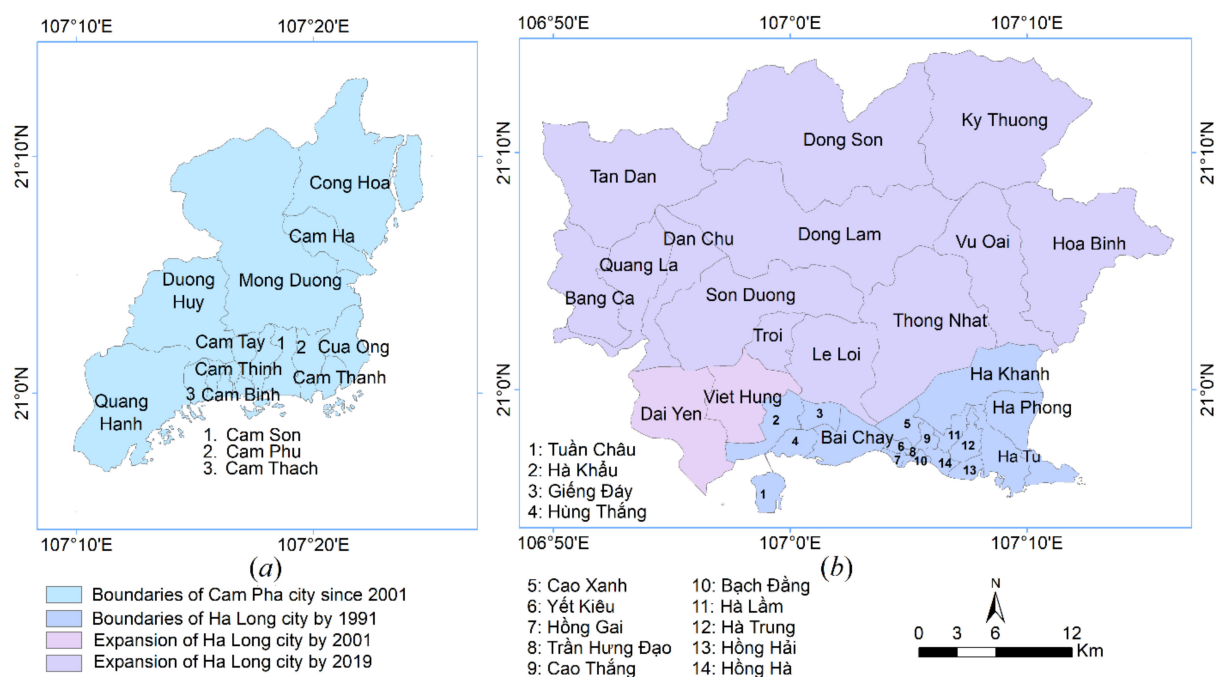 107°10'E
107°20'E
106°50'E
107°0'E
107°10'E
21°10'N
21°0'N
21°10'N
21°0'N
Cong Hoa
Cam Ha
Mong Duong
Duong
Huy
Cam Tay
1
2
Cua Ong
Cam Thinh
Cam Thanh
3
Cam Binh
Quang
Hanh
1. Cam Son
2. Cam Phu
3. Cam Thach
107°10'E
107°20'E
(a)
Ky Thuong
Dong Son
Tan Dan
Dan Chu
Dong Lam
Vu Oai
Hoa Binh
Quang La
Bang Ca
Son Duong
Thong Nhat
Troi
Le Loi
Ha Khanh
Viet Hung
Dai Yen
Ha Phong
2
3
4
Bai Chay
5
6
7
8
9
10
11
12
13
14
Ha Tu
1
1: Tuần Châu
2: Hà Khẩu
3: Giếng Đáy
4: Hùng Thắng
106°50'E
107°0'E
107°10'E
(b)
Boundaries of Cam Pha city since 2001
Boundaries of Ha Long city by 1991
Expansion of Ha Long city by 2001
Expansion of Ha Long city by 2019
5: Cao Xanh
6: Yết Kiêu
7: Hồng Gai
8: Trần Hưng Đạo
9: Cao Thắng
10: Bạch Đằng
11: Hà Lầm
12: Hà Trung
13: Hồng Hải
14: Hồng Hà
N
0 3 6 12
Km